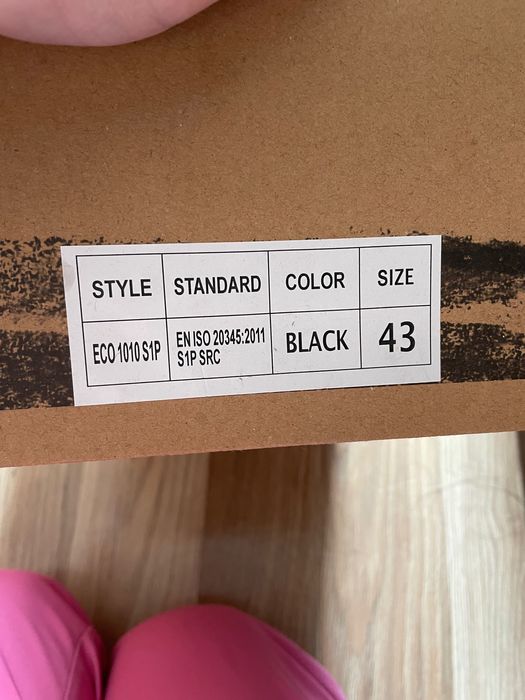 STYLE STANDARD COLOR SIZE
ECO 1010 S1P EN ISO 20345:2011 BLACK 43
S1P SRC